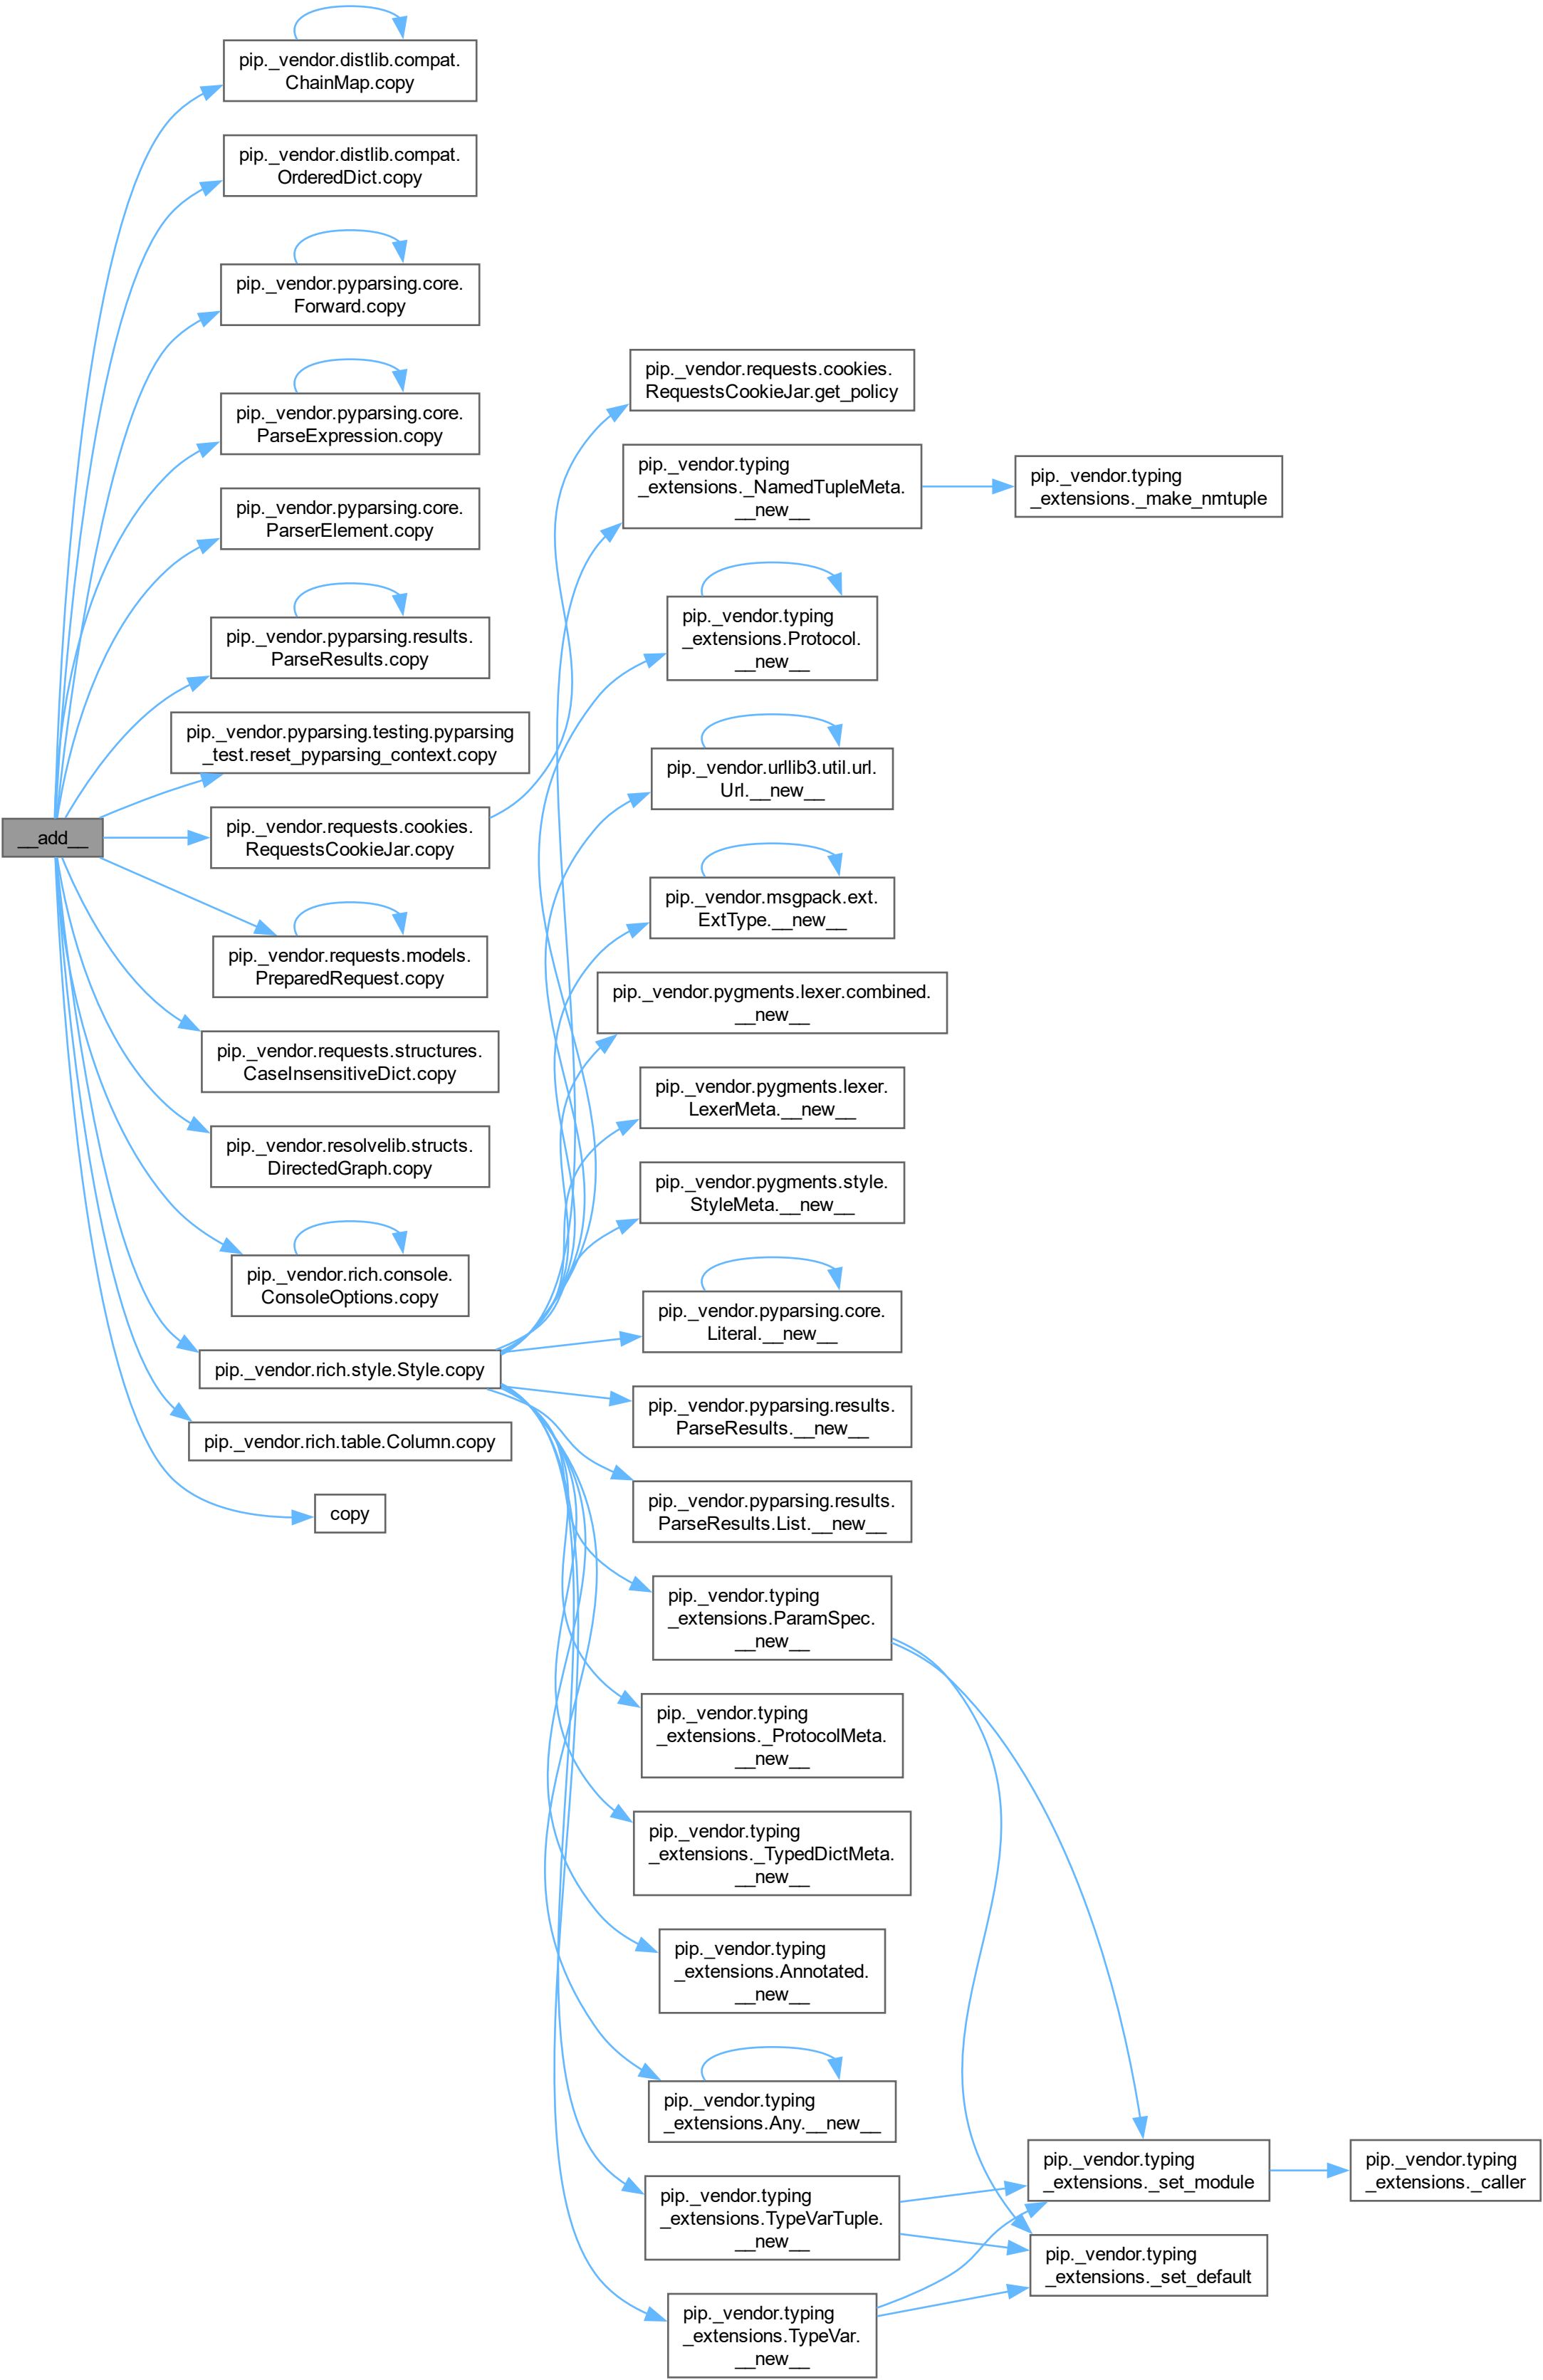 __add__
pip._vendor.distlib.compat.
ChainMap.copy
pip._vendor.distlib.compat.
OrderedDict.copy
pip._vendor.pyparsing.core.
Forward.copy
pip._vendor.pyparsing.core.
ParseExpression.copy
pip._vendor.pyparsing.core.
ParserElement.copy
pip._vendor.pyparsing.results.
ParseResults.copy
pip._vendor.pyparsing.testing.pyparsing
_test.reset_pyparsing_context.copy
pip._vendor.requests.cookies.
RequestsCookieJar.copy
pip._vendor.requests.models.
PreparedRequest.copy
pip._vendor.requests.structures.
CaseInsensitiveDict.copy
pip._vendor.resolvelib.structs.
DirectedGraph.copy
pip._vendor.rich.console.
ConsoleOptions.copy
pip._vendor.rich.style.Style.copy
pip._vendor.rich.table.Column.copy
copy
pip._vendor.requests.cookies.
RequestsCookieJar.get_policy
pip._vendor.typing
_extensions._NamedTupleMeta.
__new__
pip._vendor.typing
_extensions.Protocol.
__new__
pip._vendor.urllib3.util.url.
Url.__new__
pip._vendor.msgpack.ext.
ExtType.__new__
pip._vendor.pygments.lexer.combined.
__new__
pip._vendor.pygments.lexer.
LexerMeta.__new__
pip._vendor.pygments.style.
StyleMeta.__new__
pip._vendor.pyparsing.core.
Literal.__new__
pip._vendor.pyparsing.results.
ParseResults.__new__
pip._vendor.pyparsing.results.
ParseResults.List.__new__
pip._vendor.typing
_extensions.ParamSpec.
__new__
pip._vendor.typing
_extensions._ProtocolMeta.
__new__
pip._vendor.typing
_extensions._TypedDictMeta.
__new__
pip._vendor.typing
_extensions.Annotated.
__new__
pip._vendor.typing
_extensions.Any.__new__
pip._vendor.typing
_extensions.TypeVarTuple.
__new__
pip._vendor.typing
_extensions.TypeVar.
__new__
pip._vendor.typing
_extensions._make_nmtuple
pip._vendor.typing
_extensions._set_module
pip._vendor.typing
_extensions._set_default
pip._vendor.typing
_extensions._caller